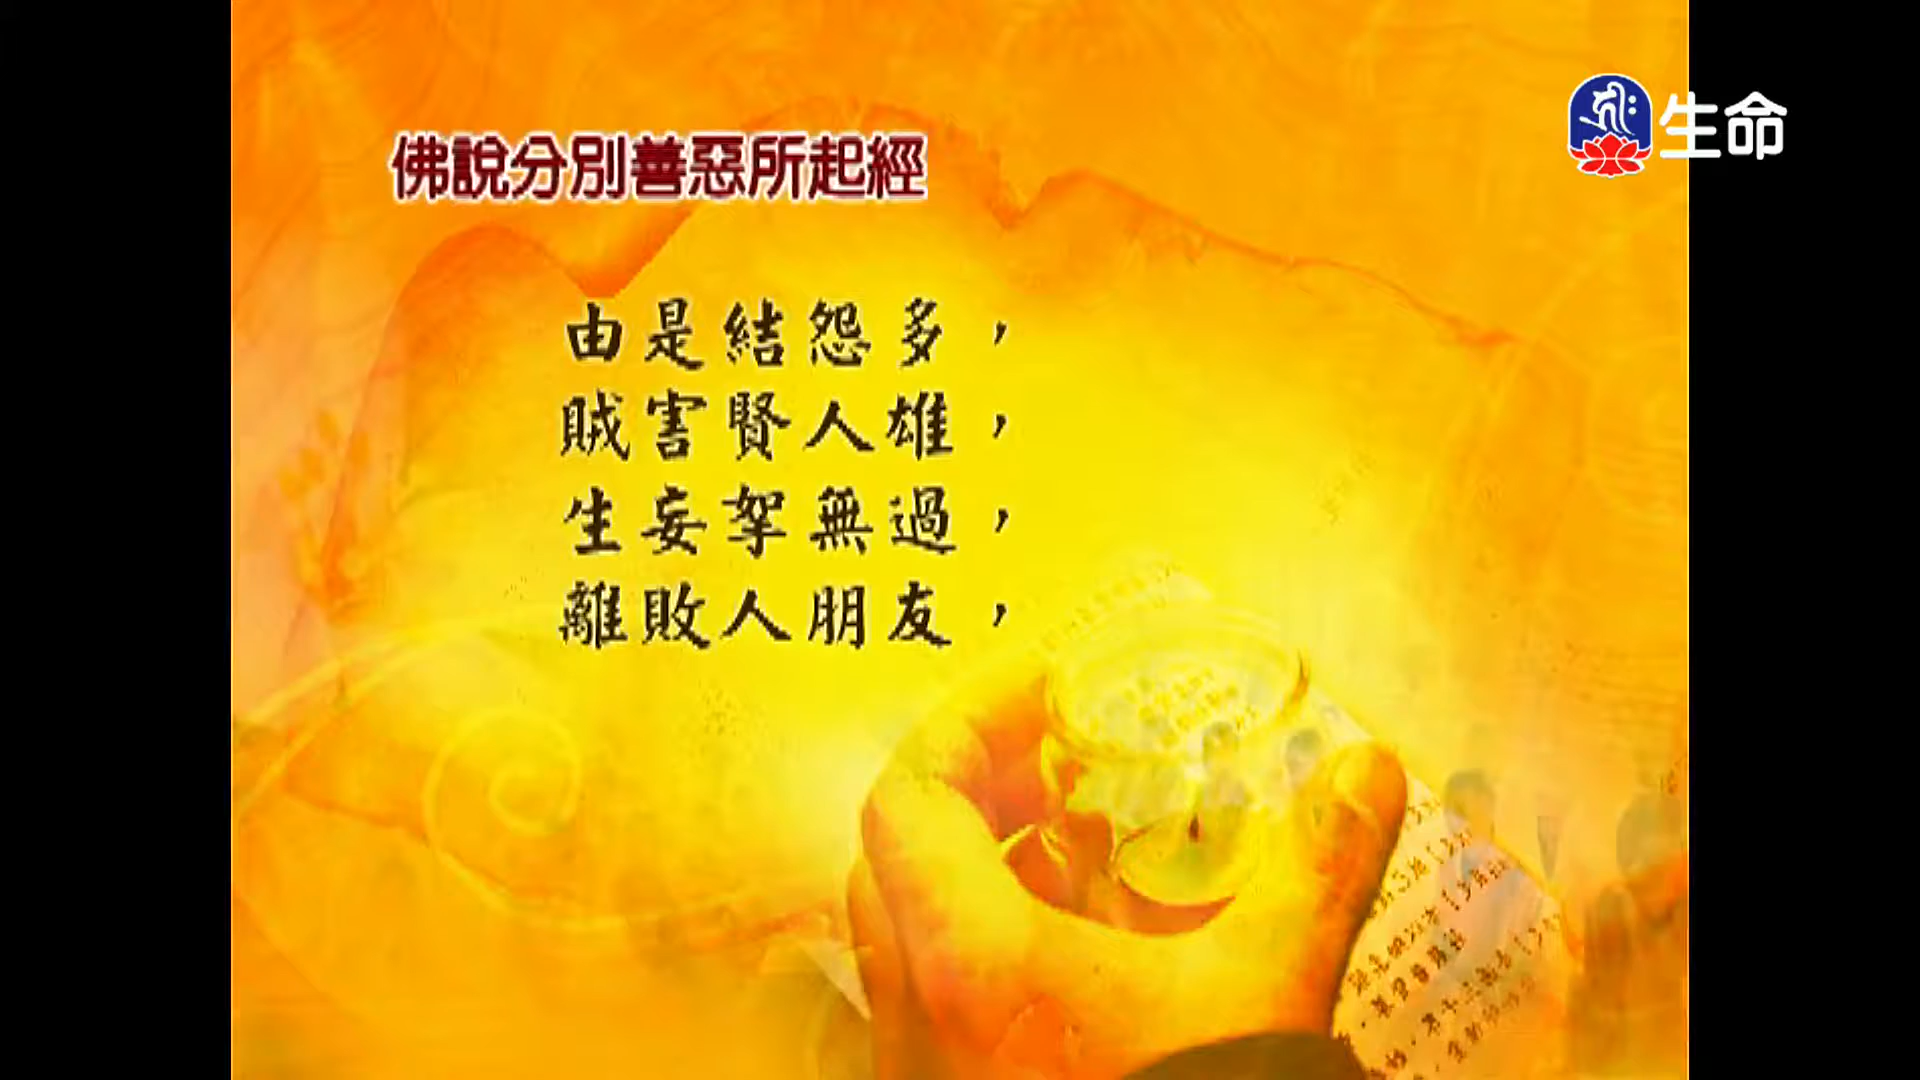 佛說分別善惡所起經
生命
由是結怨多，
賊害賢人雄，
生妄挐無過，
離敗人朋友，